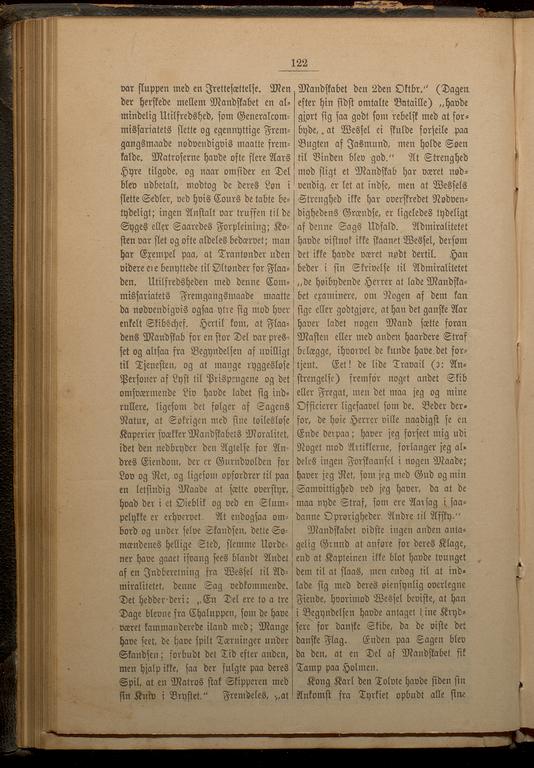 122
var sluppen med en Irettesættelse. Men
der herskede mellem Mandskabet en al-
mindelig Utilfredshed, som Generalcom-
missariatets slette og egennyttige Frem-
gangsmaade nødvendigvis maatte frem-
kalde. Matroserne havde ofte flere Aars
Hyre tilgode, og naar omsider en Del
blev udbetalt, modtog de deres Løn i
slette Sedler, ved hvis Cours de tabte be-
tydeligt; ingen Anstalt var truffen til de
Syges eller Saaredes Forpleining; Ko-
sten var slet og ofte aldeles bedærvet; man
har Exempel paa, at Trantønder uden
videre ere benyttede til Øltønder for Flaa-
den. Utilfredsheden med denne Com-
missariatets Fremgangsmaade maatte
da nødvendigvis ogsaa yttre sig mod hver
enkelt Skibschef. Hertil kom, at Flaa-
dens Mandskab for en stor Del var pres-
set og altsaa fra Begyndelsen af uvilligt
til Tjenesten, og at mange ryggesløse
Personer af Lyst til Prispengene og det
omsværmende Liv havde ladet sig ind-
rullere, ligesom det følger af Sagens
Natur, at Søkrigen med sine tøilesløse
Kaperier svækker Mandskabets Moralitet,
idet den nedbryder den Agtelse for An-
dres Eiendom, der er Grundvolden for
Lov og Ret, og ligesom opfordrer til paa
en letsindig Maade at sætte overstyr,
hvad der i et Øieblik og ved en Slum-
pelykke er erhvervet. At endogsaa om-
bord og under selve Skandsen, dette Sø-
mændenes hellige Sted, slemme Uorde-
ner have gaaet isvang sees blandt Andet
af en Indberetning fra Wessel til Ad-
miralitetet, denne Sag vedkommende.
Det hedder deri: „En Del ere to a tre
Dage blevne fra Chaluppen, som de have
været kammanderede iland med; Mange
have seet, de have spilt Tærninger under
Skandsen; forbudt det Tid efter anden,
men hjalp ikke, saa der fulgte paa deres
Spil, at en Matros stak Skipperen med
sin Kniv i Brystet.“ Fremdeles, „at
Mandskabet den 2den Oktbr.“ (Dagen
efter hin sidst omtalte Bataille) „havde
gjort sig saa godt som rebelsk med at for-
byde, at Wessel ei skulde forseile paa
Bugten af Jasmund, men holde Søen
til Vinden blev god.“ At Strenghed
mod sligt et Mandskab har været nød-
vendig, er let at indse, men at Wessels
Strenghed ikke har overskredet Nødven-
dighedens Grændse, er ligeledes tydeligt
af denne Sags Udfald. Admiralitetet
havde vistnok ikke skaanet Wessel, dersom
det ikke havde været nødt dertil. Han
beder i sin Skrivelse til Admiralitetet
„de høibydende Herrer at lade Mandska-
bet examinere, om Nogen af dem kan
sige eller godtgjøre, at han det ganske Aar
haver ladet nogen Mand sætte foran
Masten eller med anden haardere Straf
belægge, ihvorvel de kunde have det for-
tjent. Eet! de lide Travail (ɔ: An-
strengelse) fremfor noget andet Skib
eller Fregat, men det maa jeg og mine
Officierer ligesaavel som de. Beder der-
for, de høie Herrer ville naadigst se en
Ende derpaa; haver jeg forseet mig udi
Noget mod Artiklerne, forlanger jeg al-
deles ingen Forskaansel i nogen Maade;
haver jeg Ret, som jeg med Gud og min
Samvittighed ved jeg haver, da at de
maa nyde Straf, som ere Aarsag i saa-
danne Oprørigheder. Andre til Afsky.“
Mandskabet vidste ingen anden anta-
gelig Grund at anføre for deres Klage,
end at Kapteinen ikke blot havde tvunget
dem til at slaas, men endog til at ind-
lade sig med deres øiensynlig overlegne
Fiende, hvorimod Wessel beviste, at han
i Begyndelsen havde antaget sine Kryd-
sere for danske Skibe, da de viste det
danske Flag. Enden paa Sagen blev
da den, at en Del af Mandskabet fik
Tamp paa Holmen.
Kong Karl den Tolvte havde siden sin
Ankomst fra Tyrkiet opbudt alle sine